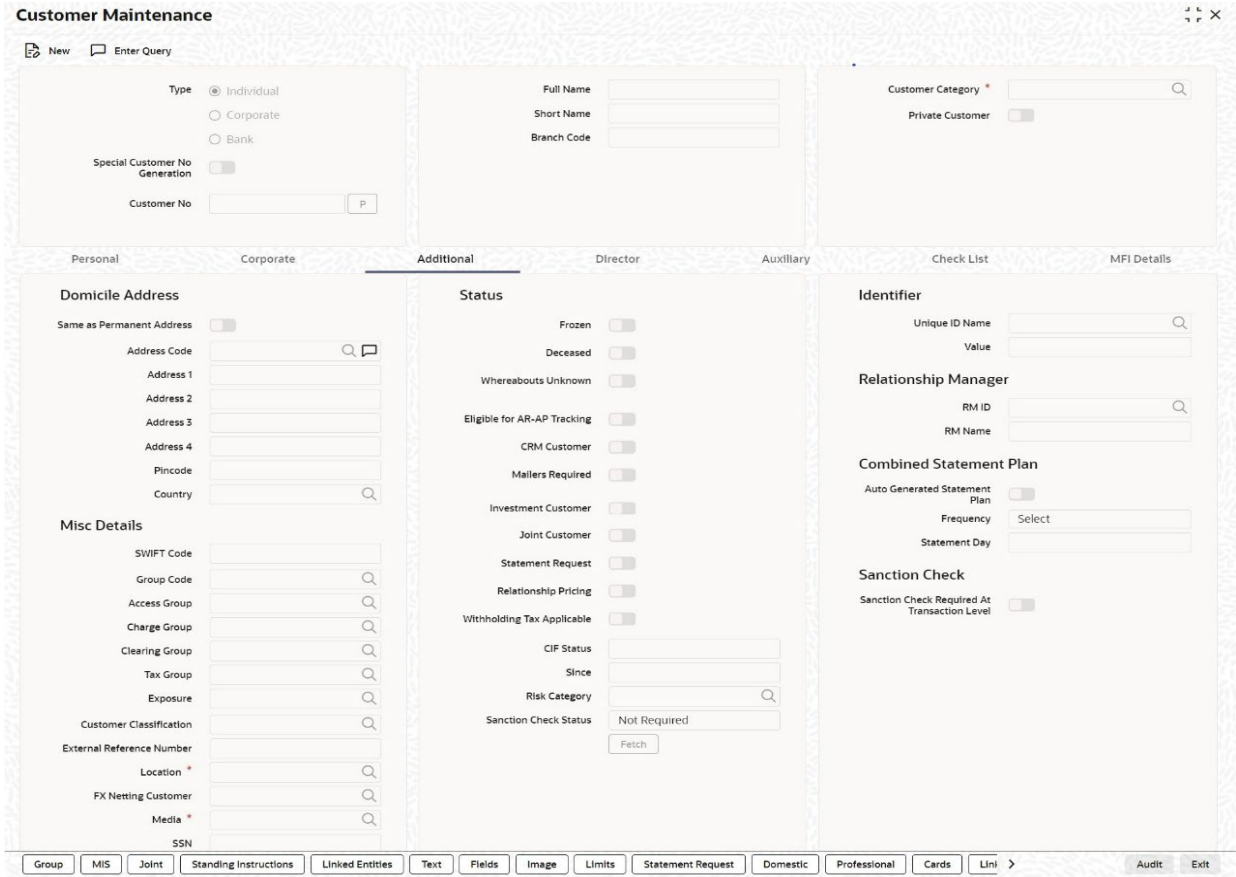 Customer Maintenance
New Enter Query
Type Individual
Corporate
Bank
Special Customer No
Generation
Customer No P
Full Name
Short Name
Branch Code
Customer Category *
Private Customer
Personal Corporate Additional Director Auxiliary Check List MFI Details
Domicile Address
Same as Permanent Address
Address Code
Address 1
Address 2
Address 3
Address 4
Pincode
Country
Misc Details
SWIFT Code
Group Code
Access Group
Charge Group
Clearing Group
Tax Group
Exposure
Customer Classification
External Reference Number
Location *
FX Netting Customer
Media *
SSN
Status
Frozen
Deceased
Whereabouts Unknown
Eligible for AR-AP Tracking
CRM Customer
Mailers Required
Investment Customer
Joint Customer
Statement Request
Relationship Pricing
Withholding Tax Applicable
CIF Status
Since
Risk Category
Sanction Check Status Not Required
Fetch
Identifier
Unique ID Name
Value
Relationship Manager
RM ID
RM Name
Combined Statement Plan
Auto Generated Statement
Plan
Frequency Select
Statement Day
Sanction Check
Sanction Check Required At
Transaction Level
Group MIS Joint Standing Instructions Linked Entities Text Fields Image Limits Statement Request Domestic Professional Cards Audit Exit